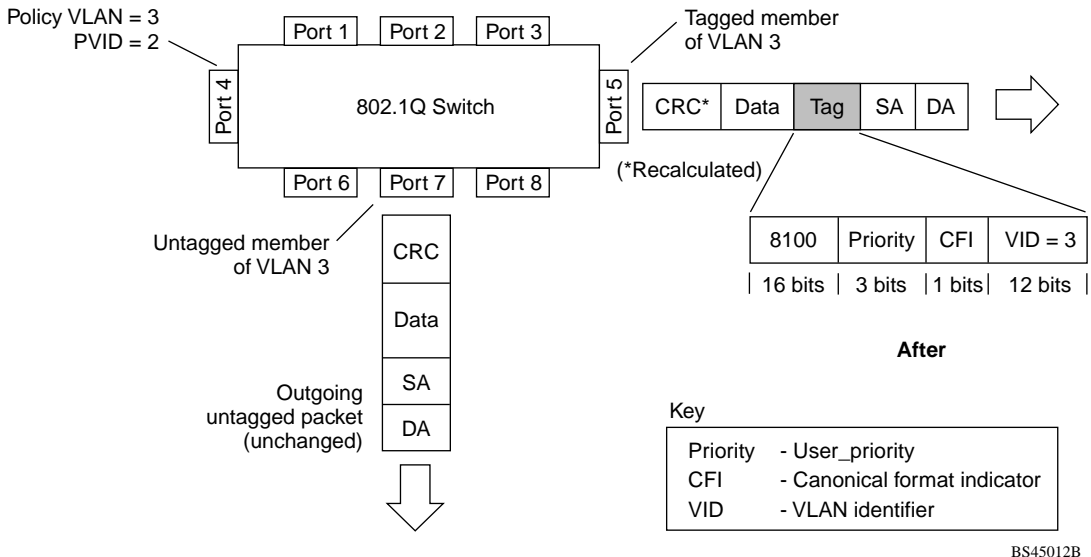 Policy VLAN = 3
PVID = 2
Port 1
Port 2
Port 3
Tagged member
of VLAN 3
Port 4
802.1Q Switch
Port 5
CRC*
Data
Tag
SA
DA
(*Recalculated)
Port 6
Port 7
Port 8
8100
Priority
CFI
VID = 3
16 bits
3 bits
1 bits
12 bits
Untagged member
of VLAN 3
CRC
Data
SA
DA
After
Outgoing
untagged packet
(unchanged)
Key
Priority - User_priority
CFI - Canonical format indicator
VID - VLAN identifier
BS45012B